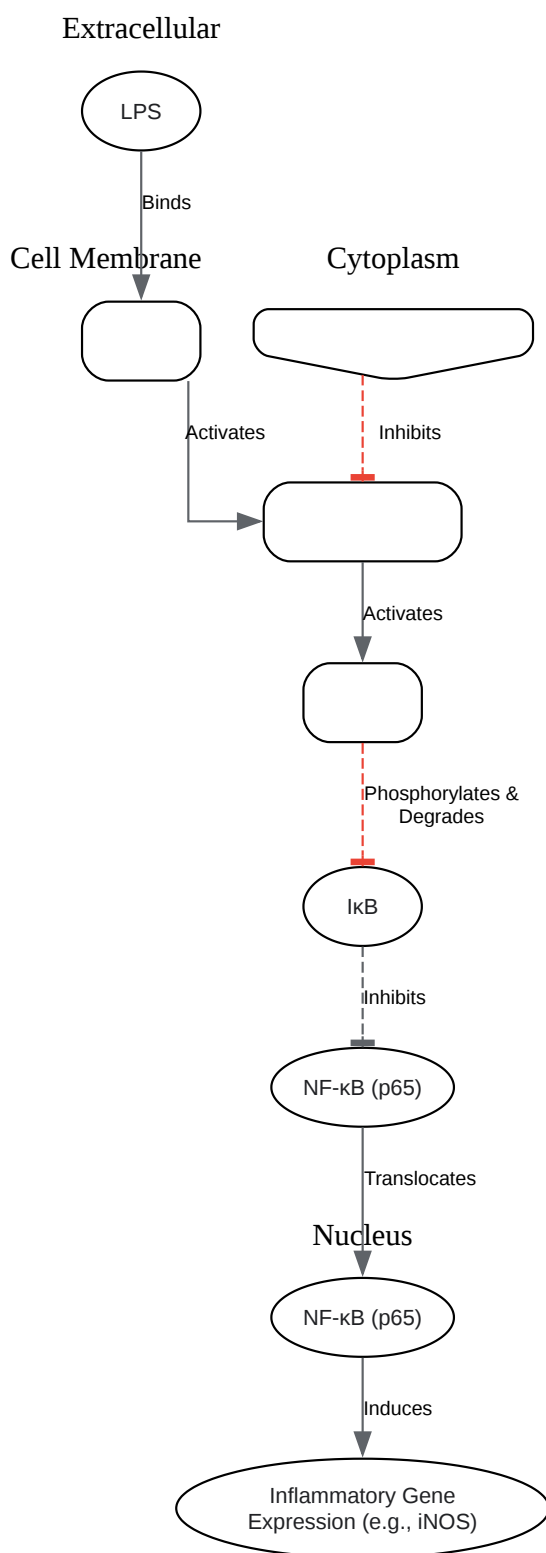 Extracellular
LPS
Binds
Cell Membrane
Cytoplasm
Activates
Inhibits
Activates
Phosphorylates &
Degrades
IκB
Inhibits
NF-κB (p65)
Translocates
Nucleus
NF-κB (p65)
Induces
Inflammatory Gene
Expression (e.g., iNOS)